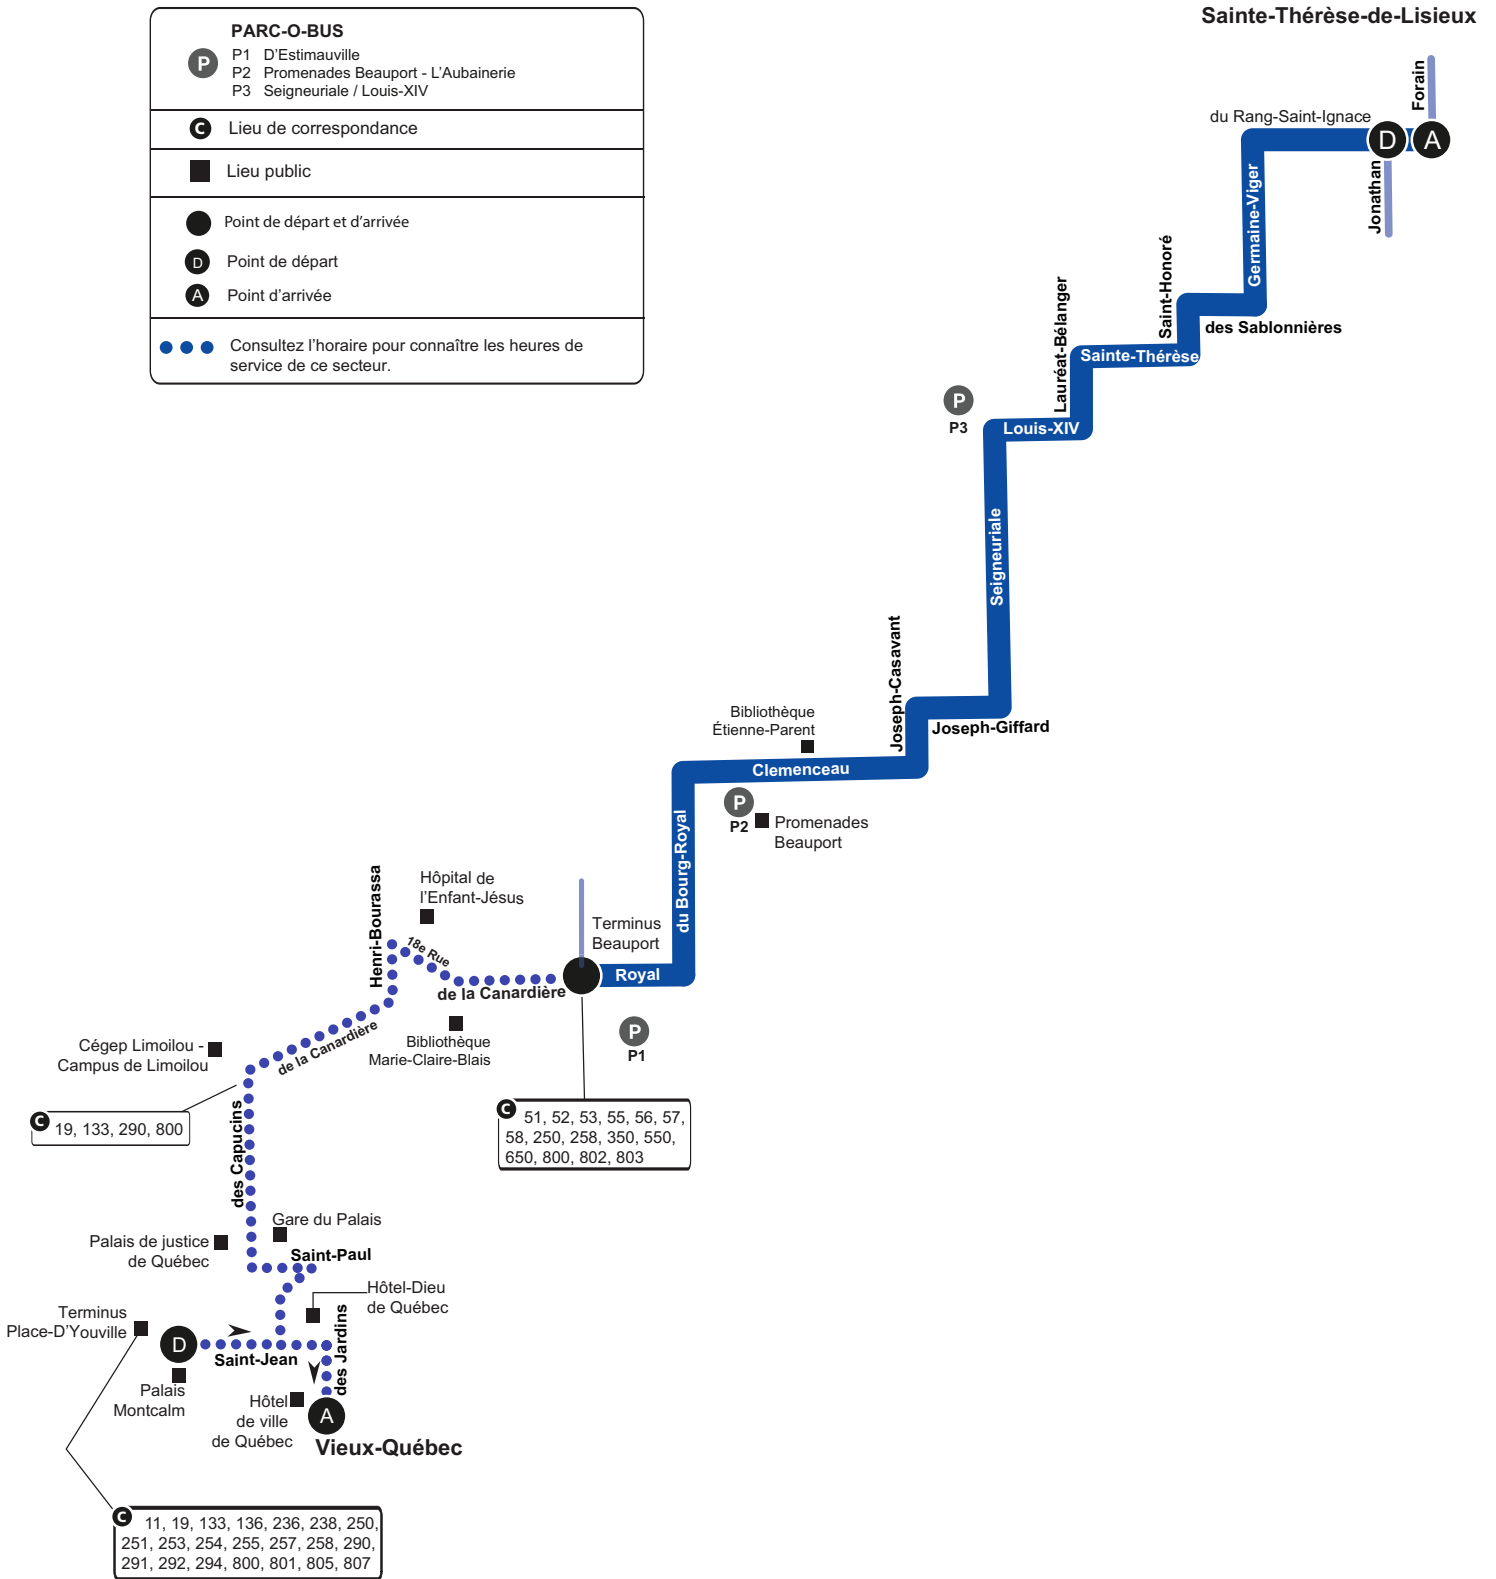 Sainte-Thérèse-de-Lisieux
PARC-O-BUS
P
P1 D'Estimauville
P2 Promenades Beauport - L'Aubainerie
P3 Seigneuriale / Louis-XIV
C Lieu de correspondance
Lieu public
Point de départ et d'arrivée
D Point de départ
A Point d'arrivée
Consultez l'horaire pour connaître les heures de
service de ce secteur.
Forain
du Rang-Saint-Ignace
D
A
Jonathan
Germaine-Viger
Saint-Honoré
des Sablonnières
Lauréat-Bélanger
Sainte-Thérèse
P
P3
Louis-XIV
Seigneuriale
Joseph-Casavant
Joseph-Giffard
Bibliothèque
Étienne-Parent
Clemenceau
P
P2
Promenades
Beauport
du Bourg-Royal
Terminus
Beauport
Royal
P
P1
Hôpital de
l'Enfant-Jésus
Henri-Bourassa
18e Rue
de la Canardière
Bibliothèque
Marie-Claire-Blais
C 51, 52, 53, 55, 56, 57,
58, 250, 258, 350, 550,
650, 800, 802, 803
de la Canardière
Cégep Limoilou -
Campus de Limoilou
C 19, 133, 290, 800
des Capucins
Gare du Palais
Palais de justice
de Québec
Saint-Paul
Hôtel-Dieu
de Québec
Terminus
Place-D'Youville
D
Saint-Jean
des Jardins
Palais
Montcalm
Hôtel
de ville
de Québec
A
Vieux-Québec
C 11, 19, 133, 136, 236, 238, 250,
251, 253, 254, 255, 257, 258, 290,
291, 292, 294, 800, 801, 805, 807